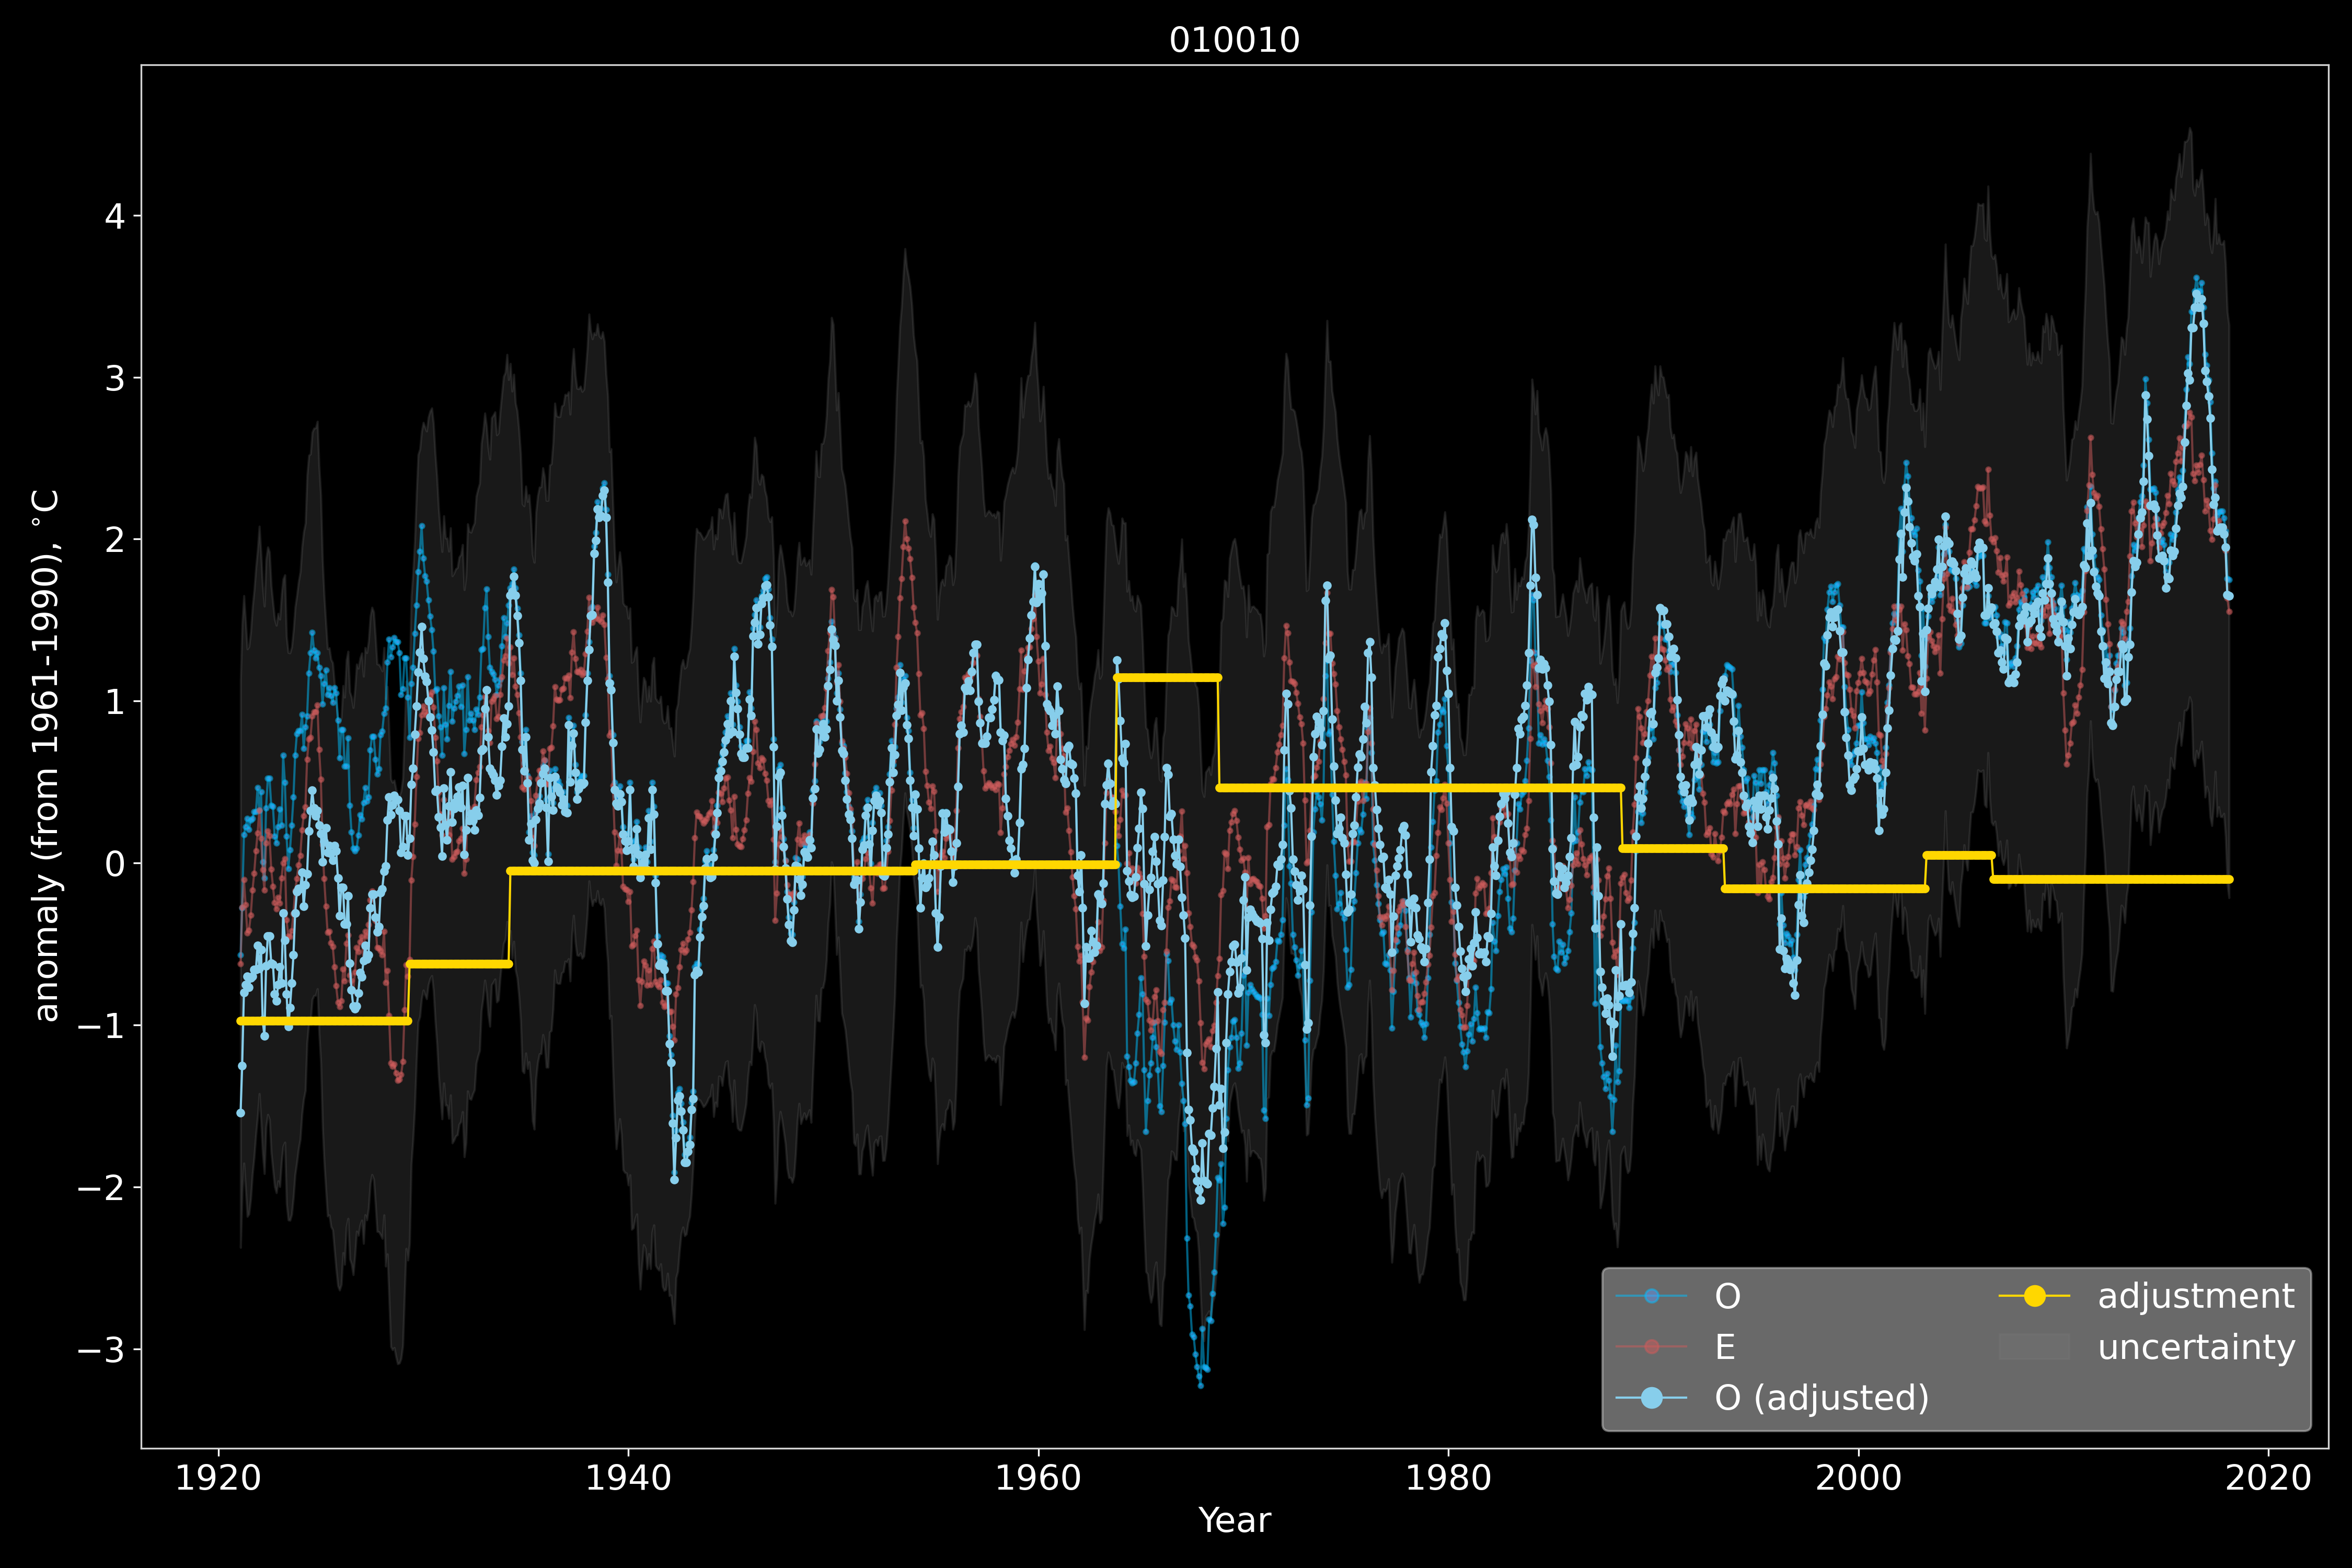 010010
anomaly (from 1961-1990), °C
4
3
2
1
0
−1
−2
−3
1920
1940
1960
1980
2000
2020
Year
O
E
O (adjusted)
adjustment
uncertainty